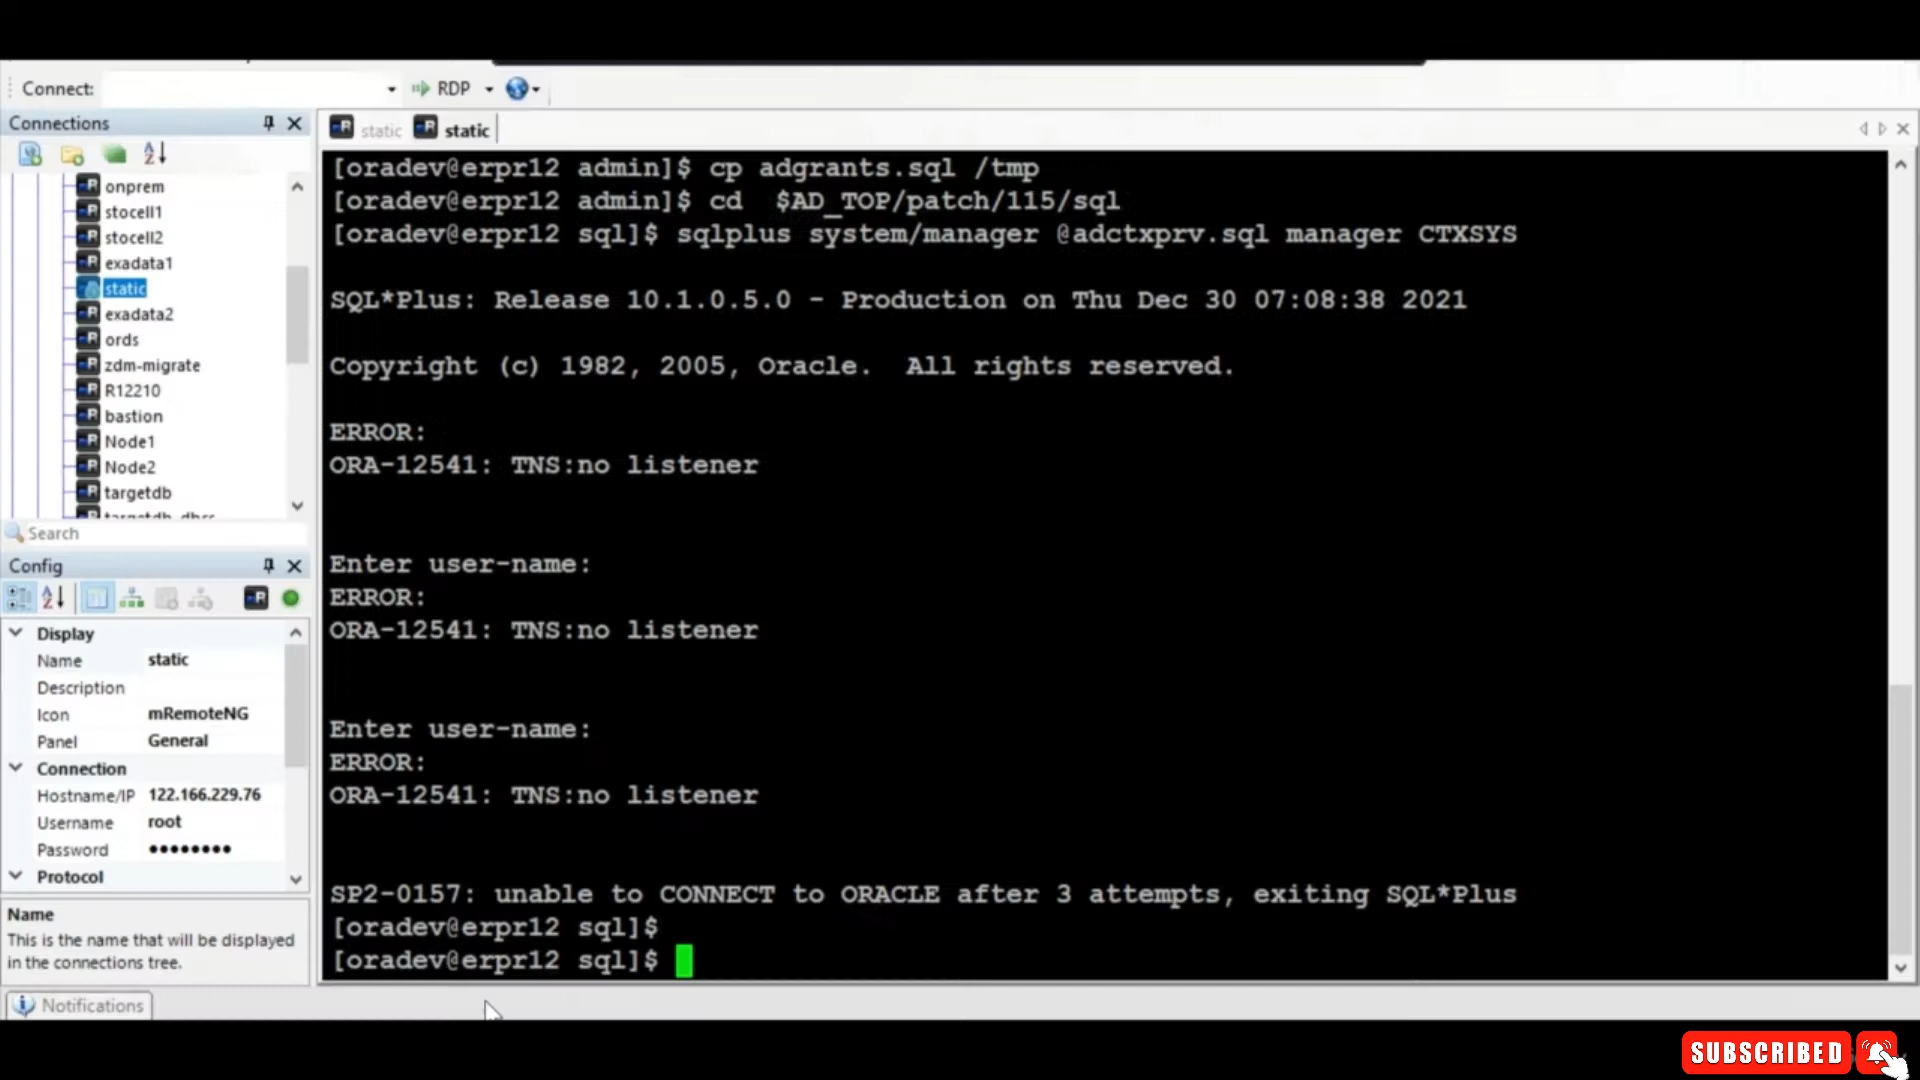 Connect:
RDP
Connections
static
static
onprem
stocell1
stocell2
exadata1
static
exadata2
ords
zdm-migrate
R12210
bastion
Node1
Node2
targetdb
Search
Config
Display
Name static
Description
Icon mRemoteNG
Panel General
Connection
Hostname/IP 122.166.229.76
Username root
Password ●●●●●●●●
Protocol
Name
This is the name that will be displayed
in the connections tree.
Notifications
[oradev@erpr12 admin]$ cp adgrants.sql /tmp
[oradev@erpr12 admin]$ cd  $AD_TOP/patch/115/sql
[oradev@erpr12 sql]$ sqlplus system/manager @adctxprv.sql manager CTXSYS
SQL*Plus: Release 10.1.0.5.0 - Production on Thu Dec 30 07:08:38 2021
Copyright (c) 1982, 2005, Oracle.  All rights reserved.
ERROR:
ORA-12541: TNS:no listener
Enter user-name:
ERROR:
ORA-12541: TNS:no listener
Enter user-name:
ERROR:
ORA-12541: TNS:no listener
SP2-0157: unable to CONNECT to ORACLE after 3 attempts, exiting SQL*Plus
[oradev@erpr12 sql]$
[oradev@erpr12 sql]$
SUBSCRIBED